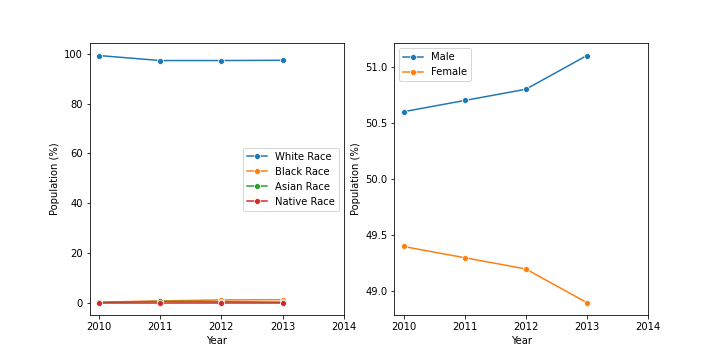 100
80
60
40
20
0
Population (%)
White Race
Black Race
Asian Race
Native Race
2010 2011 2012 2013 2014
Year
51.0
50.5
50.0
49.5
49.0
Population (%)
Male
Female
2010 2011 2012 2013 2014
Year